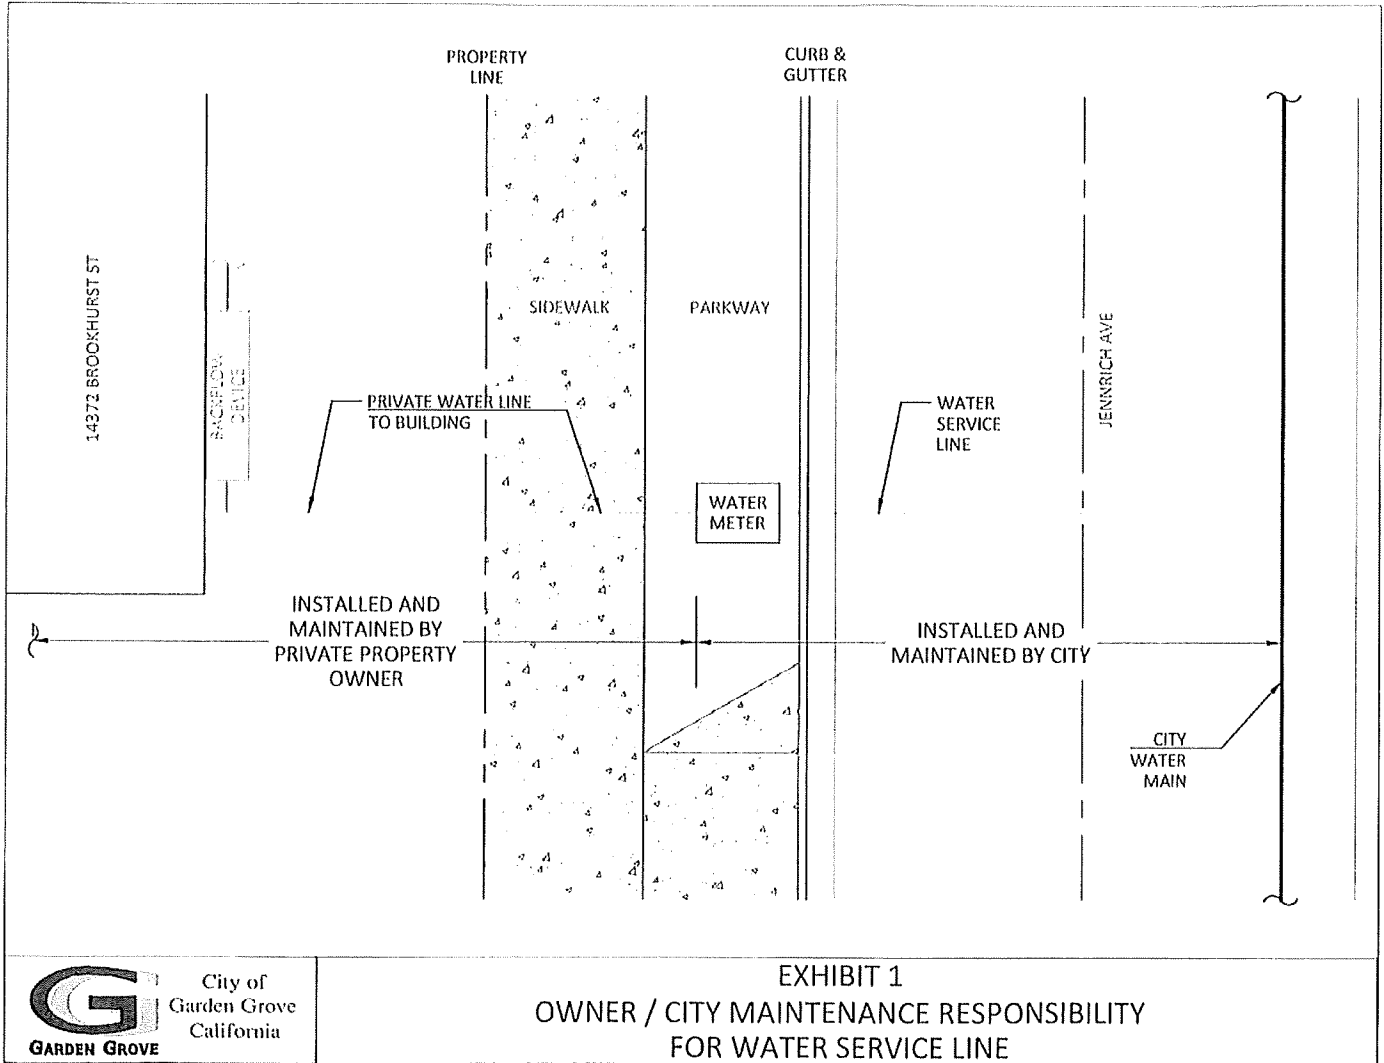 PROPERTY
LINE
CURB &
GUTTER
14372 BROOKHURST ST
BACKFLOW
DEVICE
SIDEWALK
PARKWAY
JENNRICH AVE
PRIVATE WATER LINE
TO BUILDING
WATER
SERVICE
LINE
WATER
METER
INSTALLED AND
MAINTAINED BY
PRIVATE PROPERTY
OWNER
INSTALLED AND
MAINTAINED BY CITY
CITY
WATER
MAIN
GARDEN GROVE
City of
Garden Grove
California
EXHIBIT 1
OWNER / CITY MAINTENANCE RESPONSIBILITY
FOR WATER SERVICE LINE